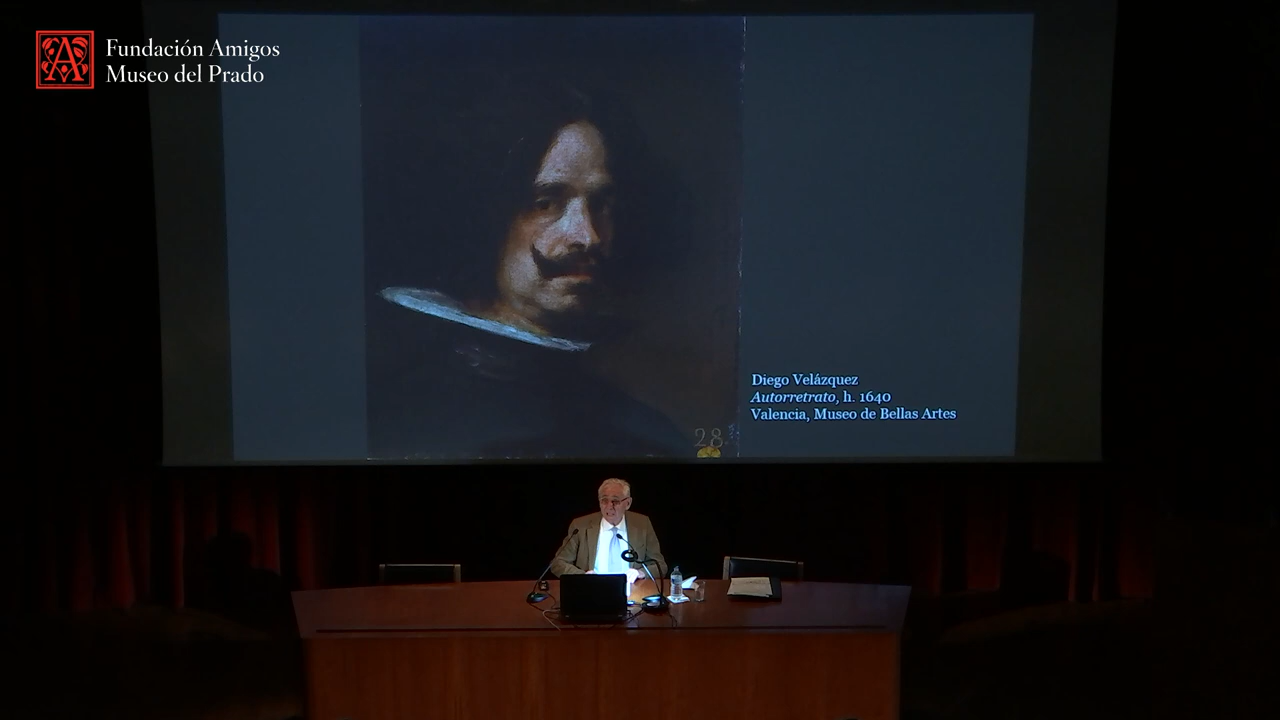 Fundación Amigos
Museo del Prado
Diego Velázquez
Autorretrato, h. 1640
Valencia, Museo de Bellas Artes
28.